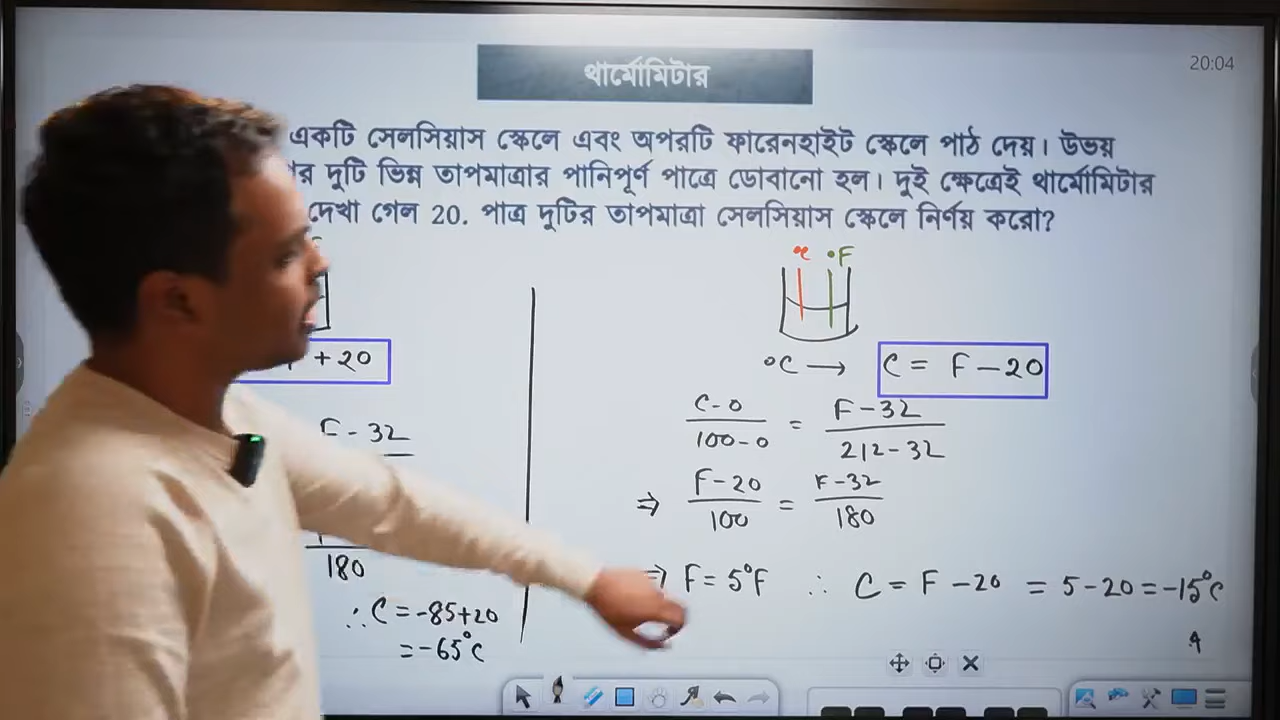 থার্মোমিটার
20:04
একটি সেলসিয়াস স্কেলে এবং অপরটি ফারেনহাইট স্কেলে পাঠ দেয়। উভয়
দুটি ভিন্ন তাপমাত্রার পানিপূর্ণ পাত্রে ডোবানো হল। দুই ক্ষেত্রেই থার্মোমিটার
দেখা গেল 20. পাত্র দুটির তাপমাত্রা সেলসিয়াস স্কেলে নির্ণয় করো?
+ 20
F - 32
180
∴ C = -85+20
= -65°C
°C °F
°C → C = F - 20
C-0/100-0 = F-32/212-32
⇒ F-20/100 = F-32/180
⇒ F = 5°F ∴ C = F - 20 = 5-20 = -15°C